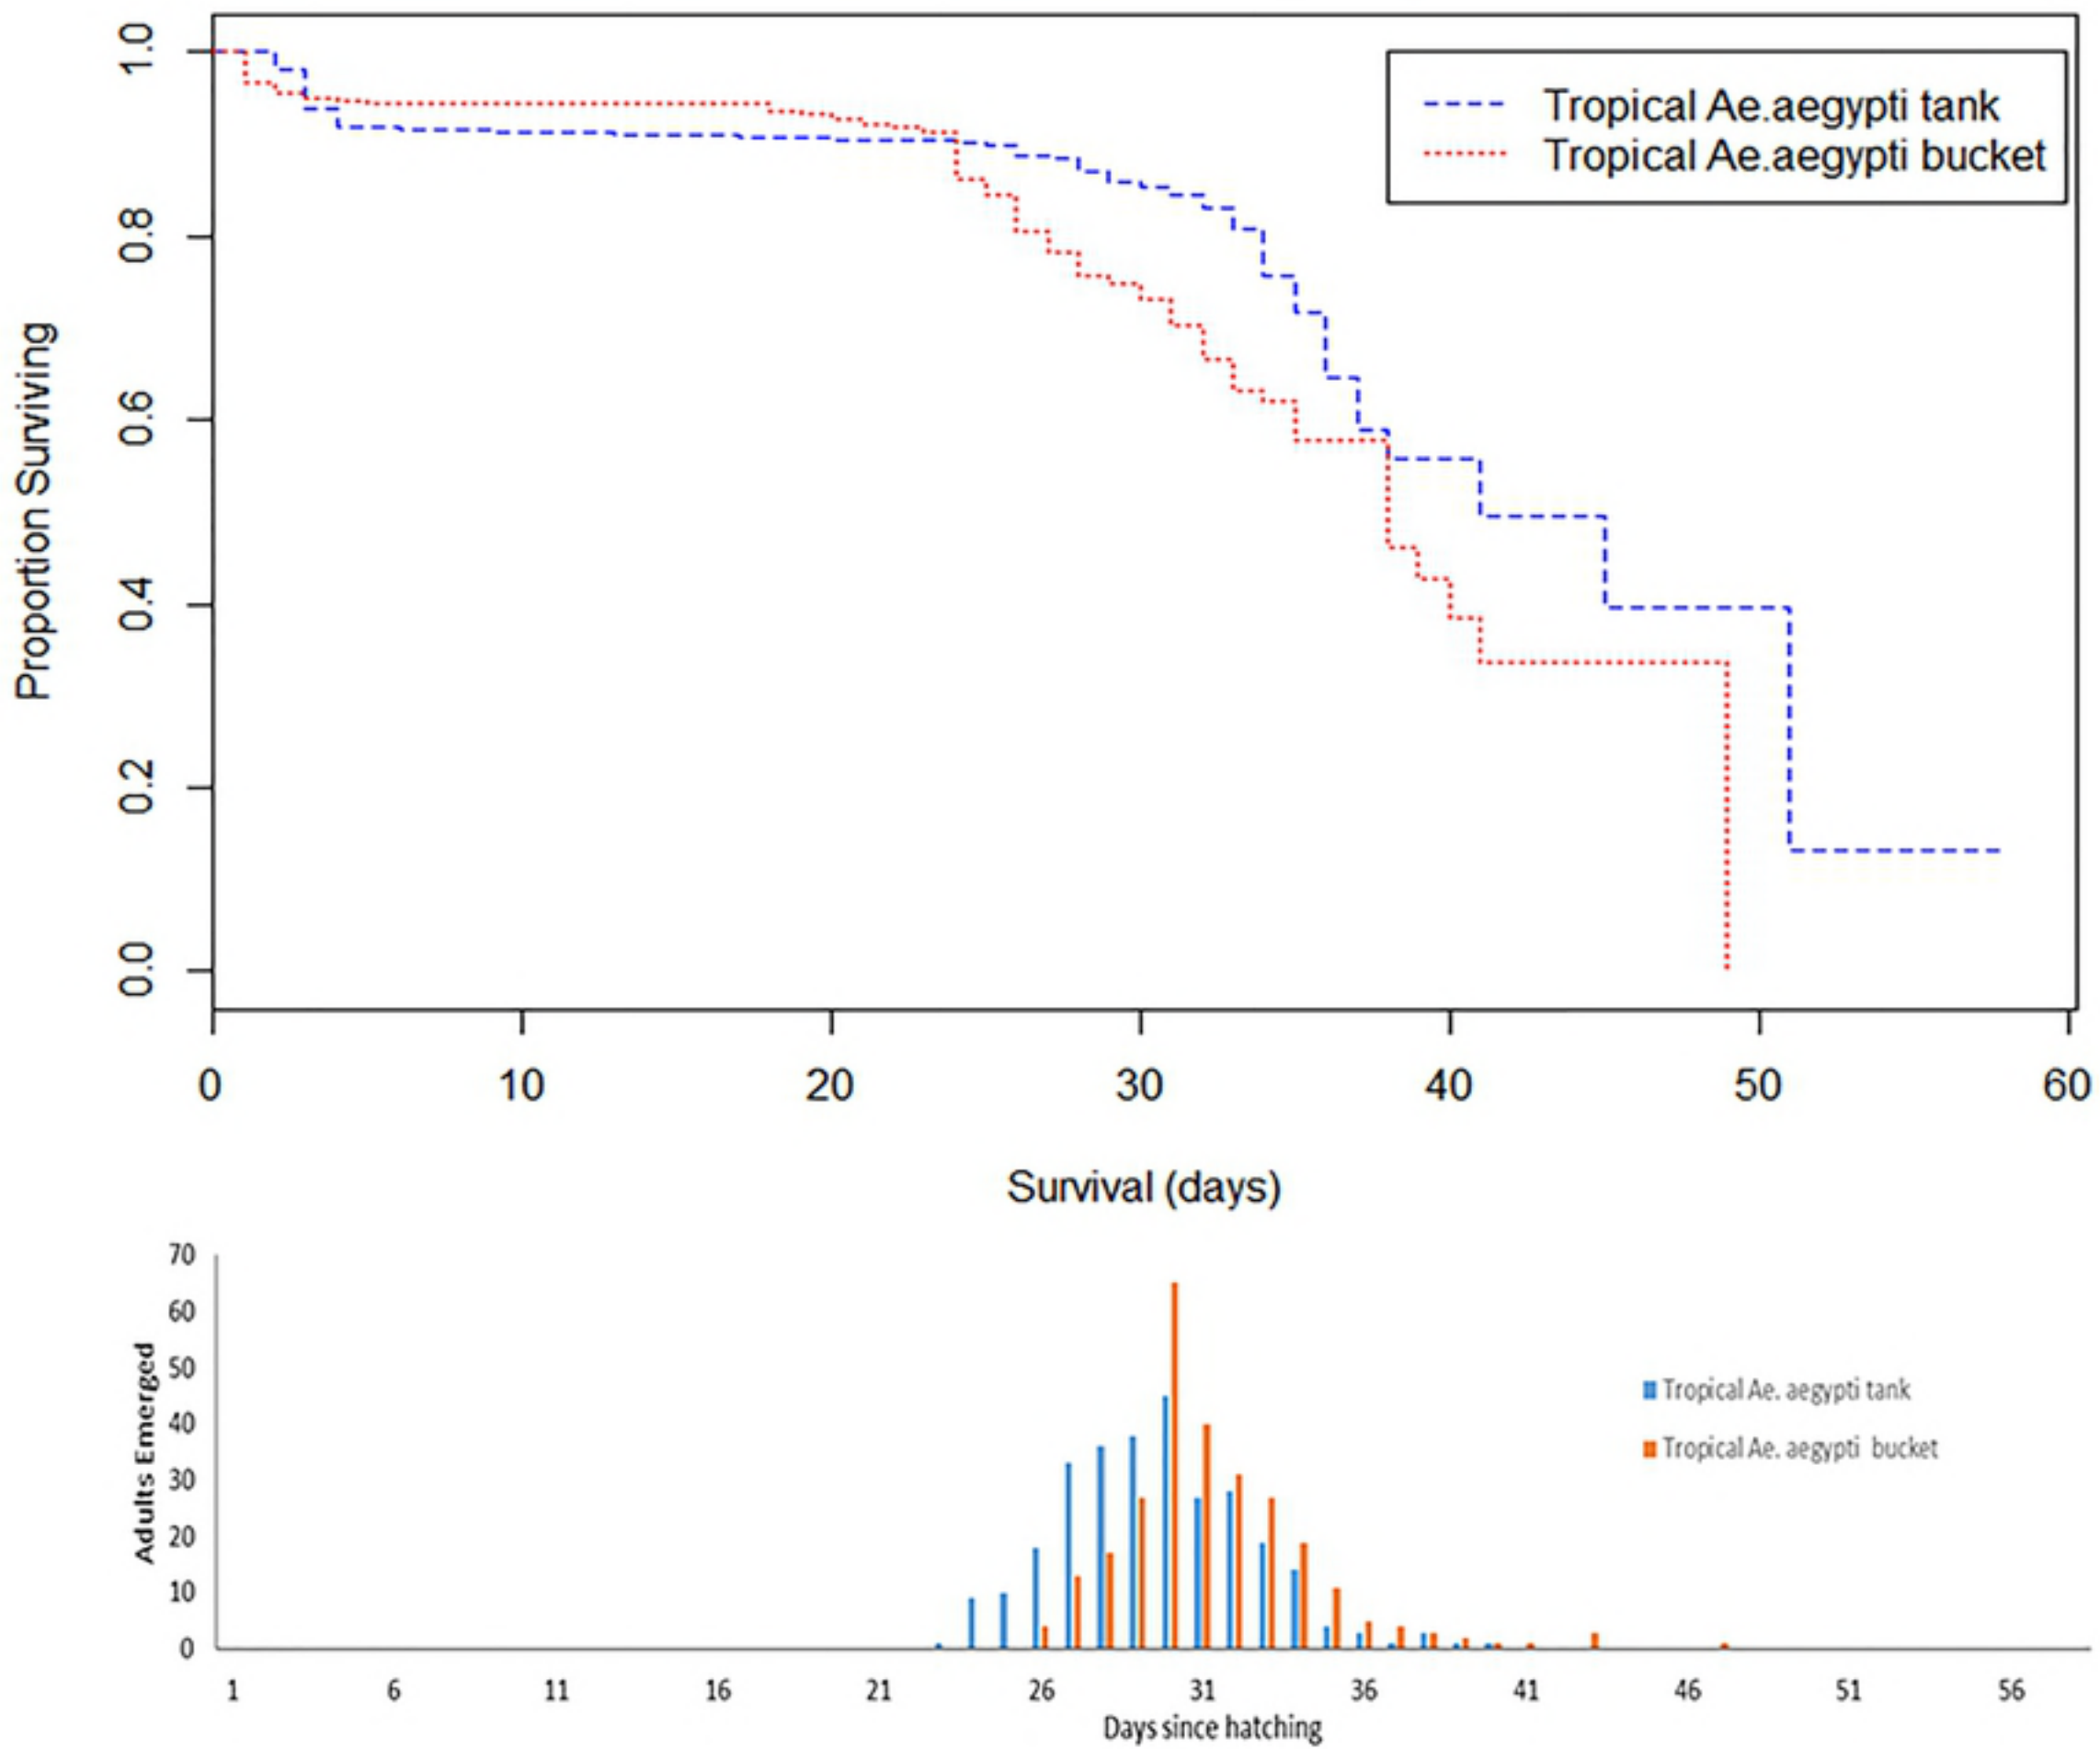 1.0
0.8
0.6
0.4
0.2
0.0
Proportion Surviving
Tropical Ae.aegypti tank
Tropical Ae.aegypti bucket
0 10 20 30 40 50 60
Survival (days)
70
60
50
40
30
20
10
0
Adults Emerged
Tropical Ae. aegypti tank
Tropical Ae. aegypti bucket
1 6 11 16 21 26 31 36 41 46 51 56
Days since hatching